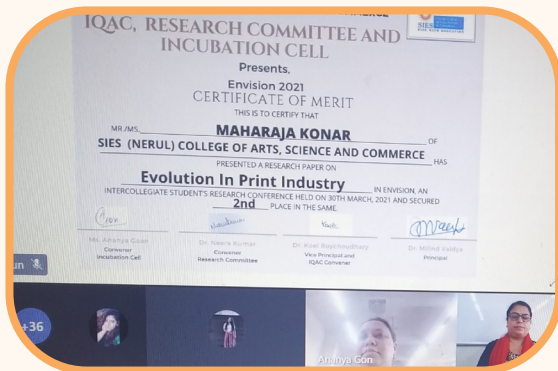 IQAC, RESEARCH COMMITTEE AND
INCUBATION CELL
SIES
Presents,
Envision 2021
CERTIFICATE OF MERIT
THIS IS TO CERTIFY THAT
MR./MS. MAHARAJA KONAR OF
SIES (NERUL) COLLEGE OF ARTS, SCIENCE AND COMMERCE HAS
PRESENTED A RESEARCH PAPER ON
Evolution In Print Industry IN ENVISION, AN
INTERCOLLEGIATE STUDENT'S RESEARCH CONFERENCE HELD ON 30TH MARCH, 2021 AND SECURED
2nd PLACE IN THE SAME.
Ms. Ananya Goon Dr. Neela Kumar Dr. Koel Roychoudhury Dr. Milind Vaidya
Convener Convener Vice Principal and Principal
Incubation Cell Research Committee IQAC Convener
un
+36
Ananya Gon